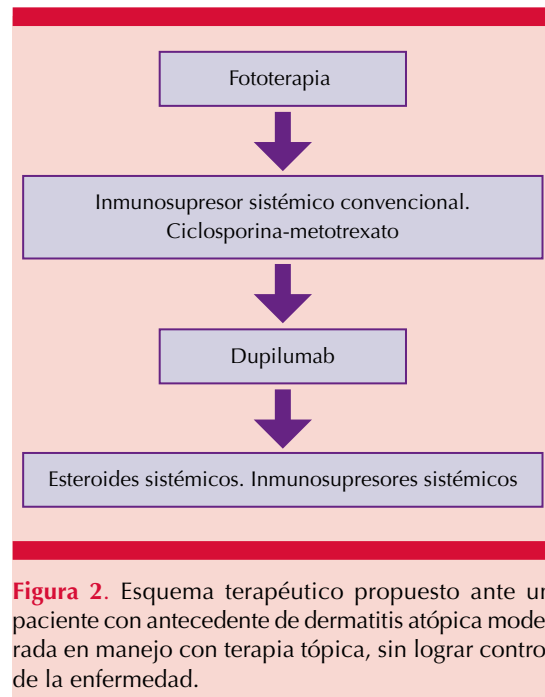 Fototerapia
Inmunosupresor sistémico convencional.
Ciclosporina-metotrexato
Dupilumab
Esteroides sistémicos. Inmunosupresores sistémicos
Figura 2. Esquema terapéutico propuesto ante un
paciente con antecedente de dermatitis atópica mode-
rada en manejo con terapia tópica, sin lograr contro
de la enfermedad.